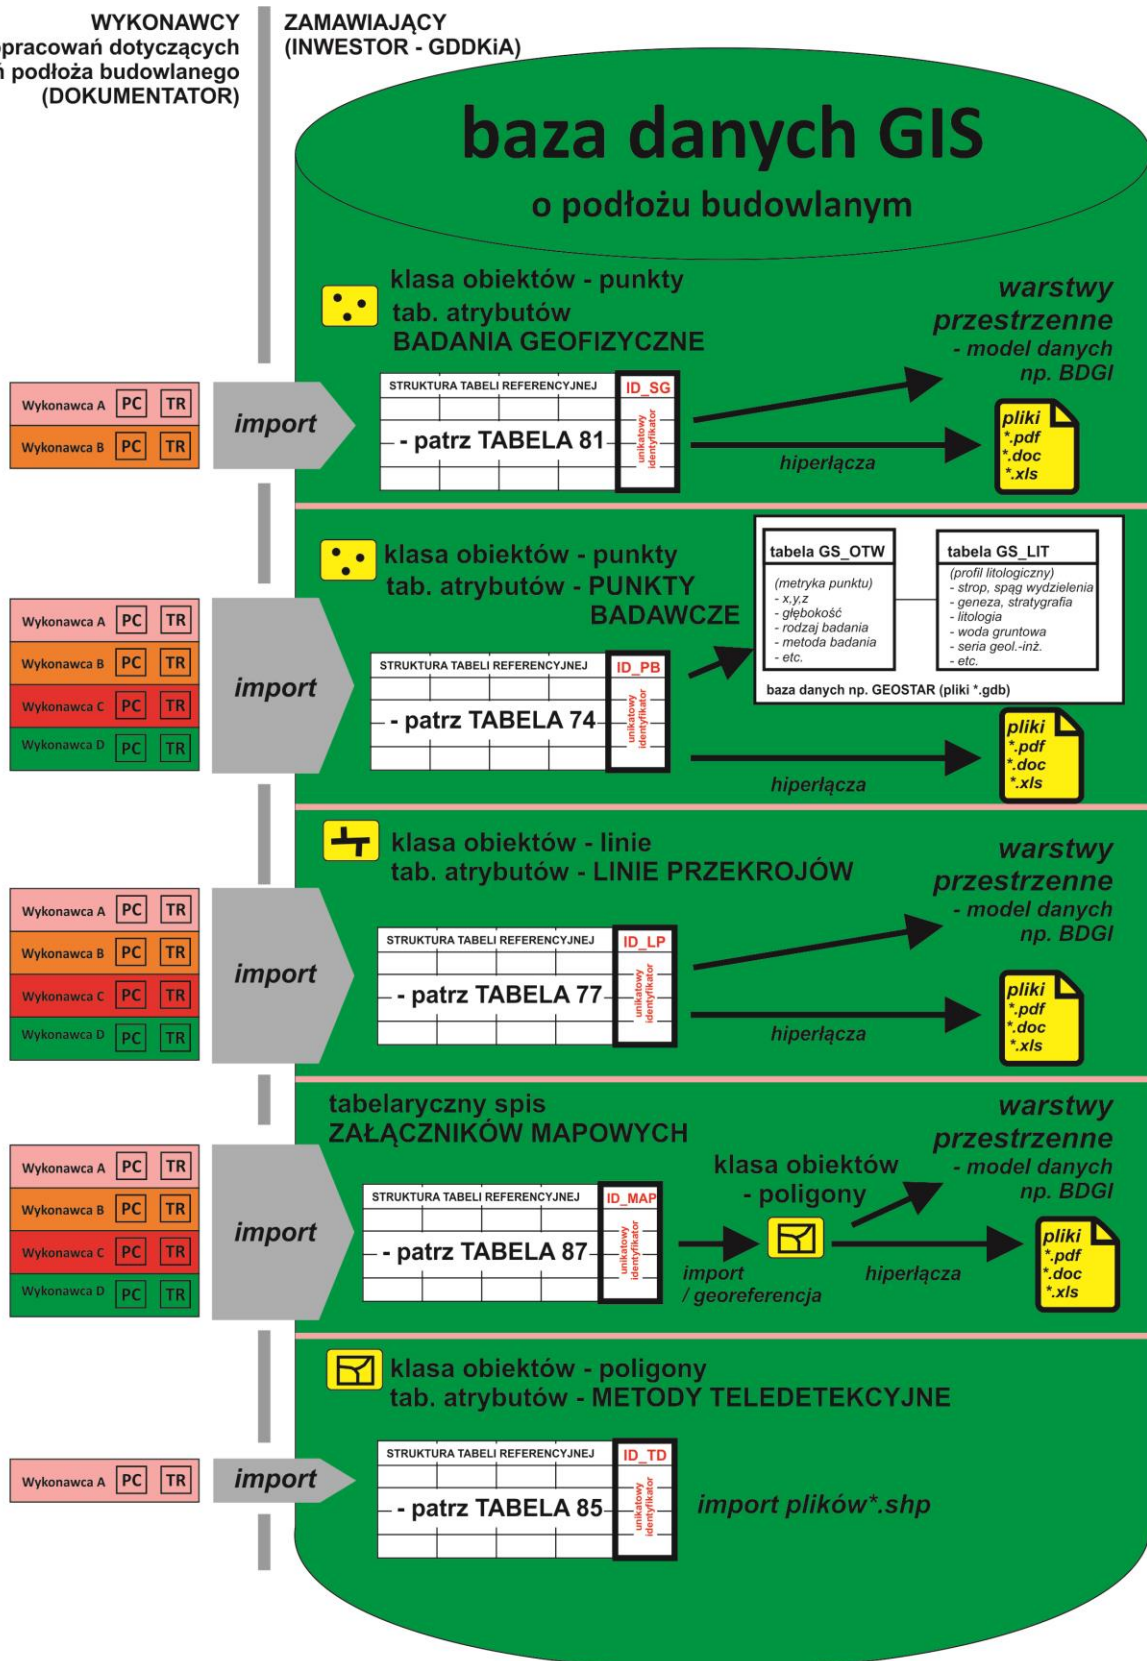 WYKONAWCY
opracowań dotyczących
podłoża budowlanego
(DOKUMENTATOR)
ZAMAWIAJĄCY
(INWESTOR - GDDKiA)
baza danych GIS
o podłożu budowlanym
klasa obiektów - punkty
tab. atrybutów
BADANIA GEOFIZYCZNE
warstwy
przestrzenne
- model danych
np. BDGI
Wykonawca A PC TR
Wykonawca B PC TR
import
STRUKTURA TABELI REFERENCYJNEJ
ID_SG
- patrz TABELA 81
unikatowy
identyfikator
hiperłącza
pliki
*.pdf
*.doc
*.xls
klasa obiektów - punkty
tab. atrybutów - PUNKTY
BADAWCZE
tabela GS_OTW
(metryka punktu)
- x,y,z
- głębokość
- rodzaj badania
- metoda badania
- etc.
tabela GS_LIT
(profil litologiczny)
- strop, spąg wydzielenia
- geneza, stratygrafia
- litologia
- woda gruntowa
- seria geol.-inż.
- etc.
baza danych np. GEOSTAR (pliki *.gdb)
Wykonawca A PC TR
Wykonawca B PC TR
Wykonawca C PC TR
Wykonawca D PC TR
import
STRUKTURA TABELI REFERENCYJNEJ
ID_PB
- patrz TABELA 74
unikatowy
identyfikator
hiperłącza
pliki
*.pdf
*.doc
*.xls
klasa obiektów - linie
tab. atrybutów - LINIE PRZEKROJÓW
warstwy
przestrzenne
- model danych
np. BDGI
Wykonawca A PC TR
Wykonawca B PC TR
Wykonawca C PC TR
Wykonawca D PC TR
import
STRUKTURA TABELI REFERENCYJNEJ
ID_LP
- patrz TABELA 77
unikatowy
identyfikator
hiperłącza
pliki
*.pdf
*.doc
*.xls
tabelaryczny spis
ZAŁĄCZNIKÓW MAPOWYCH
warstwy
przestrzenne
- model danych
np. BDGI
klasa obiektów
- poligony
Wykonawca A PC TR
Wykonawca B PC TR
Wykonawca C PC TR
Wykonawca D PC TR
import
STRUKTURA TABELI REFERENCYJNEJ
ID_MAP
- patrz TABELA 87
unikatowy
identyfikator
import
/ georeferencja
hiperłącza
pliki
*.pdf
*.doc
*.xls
klasa obiektów - poligony
tab. atrybutów - METODY TELEDETEKCYJNE
Wykonawca A PC TR
import
STRUKTURA TABELI REFERENCYJNEJ
ID_TD
- patrz TABELA 85
unikatowy
identyfikator
import plików*.shp